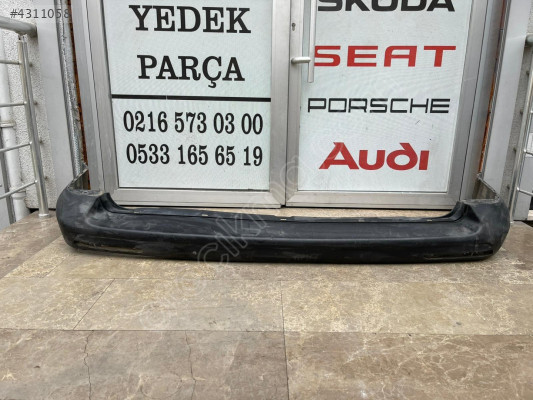 #4311058
YEDEK
PARÇA
0216 573 03 00
0533 165 65 19
SKODA
SEAT
PORSCHE
Audi